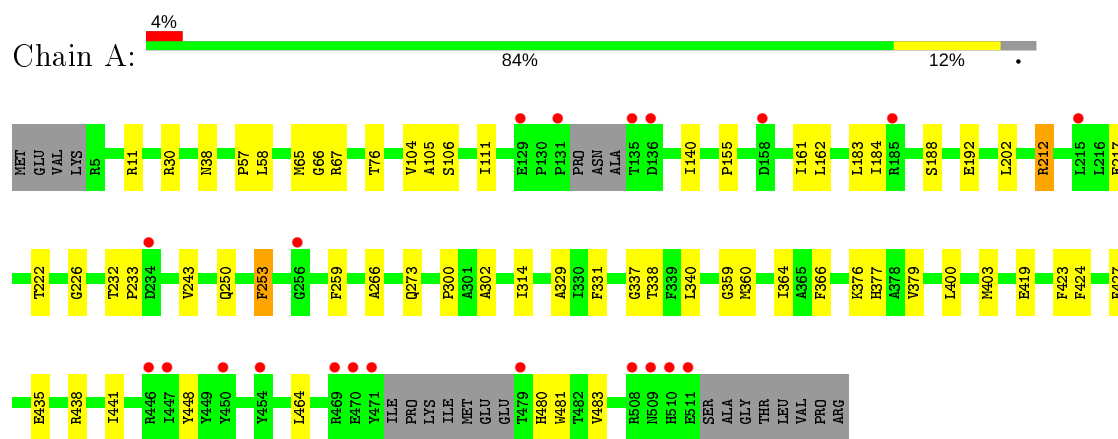 4%
Chain A:
84% 12% •
MET GLU VAL LYS R5 R11 R30 N38 P57 L58 M65 G66 R67 T76 V104 A105 S106 I111 E129 P130 P131 PRO ASN ALA T135 D136 I140 P155 D158 I161 L162 L183 I184 R185 S188 E192 L202 R212 L215 L216
T222 G226 T232 P233 D234 V243 Q250 F253 G256 F259 A266 Q273 P300 A301 A302 I314 A329 I330 F331 G337 T338 F339 L340 G359 M360 I364 A365 F366 K376 H377 A378 V379 L400 M403 E419 F423 F424
E435 R438 I441 R446 I447 Y448 Y449 Y450 Y454 L464 R469 E470 Y471 ILE PRO LYS ILE MET GLU GLU T479 H480 W481 T482 V483 R508 N509 H510 E511 SER ALA GLY THR LEU VAL PRO ARG